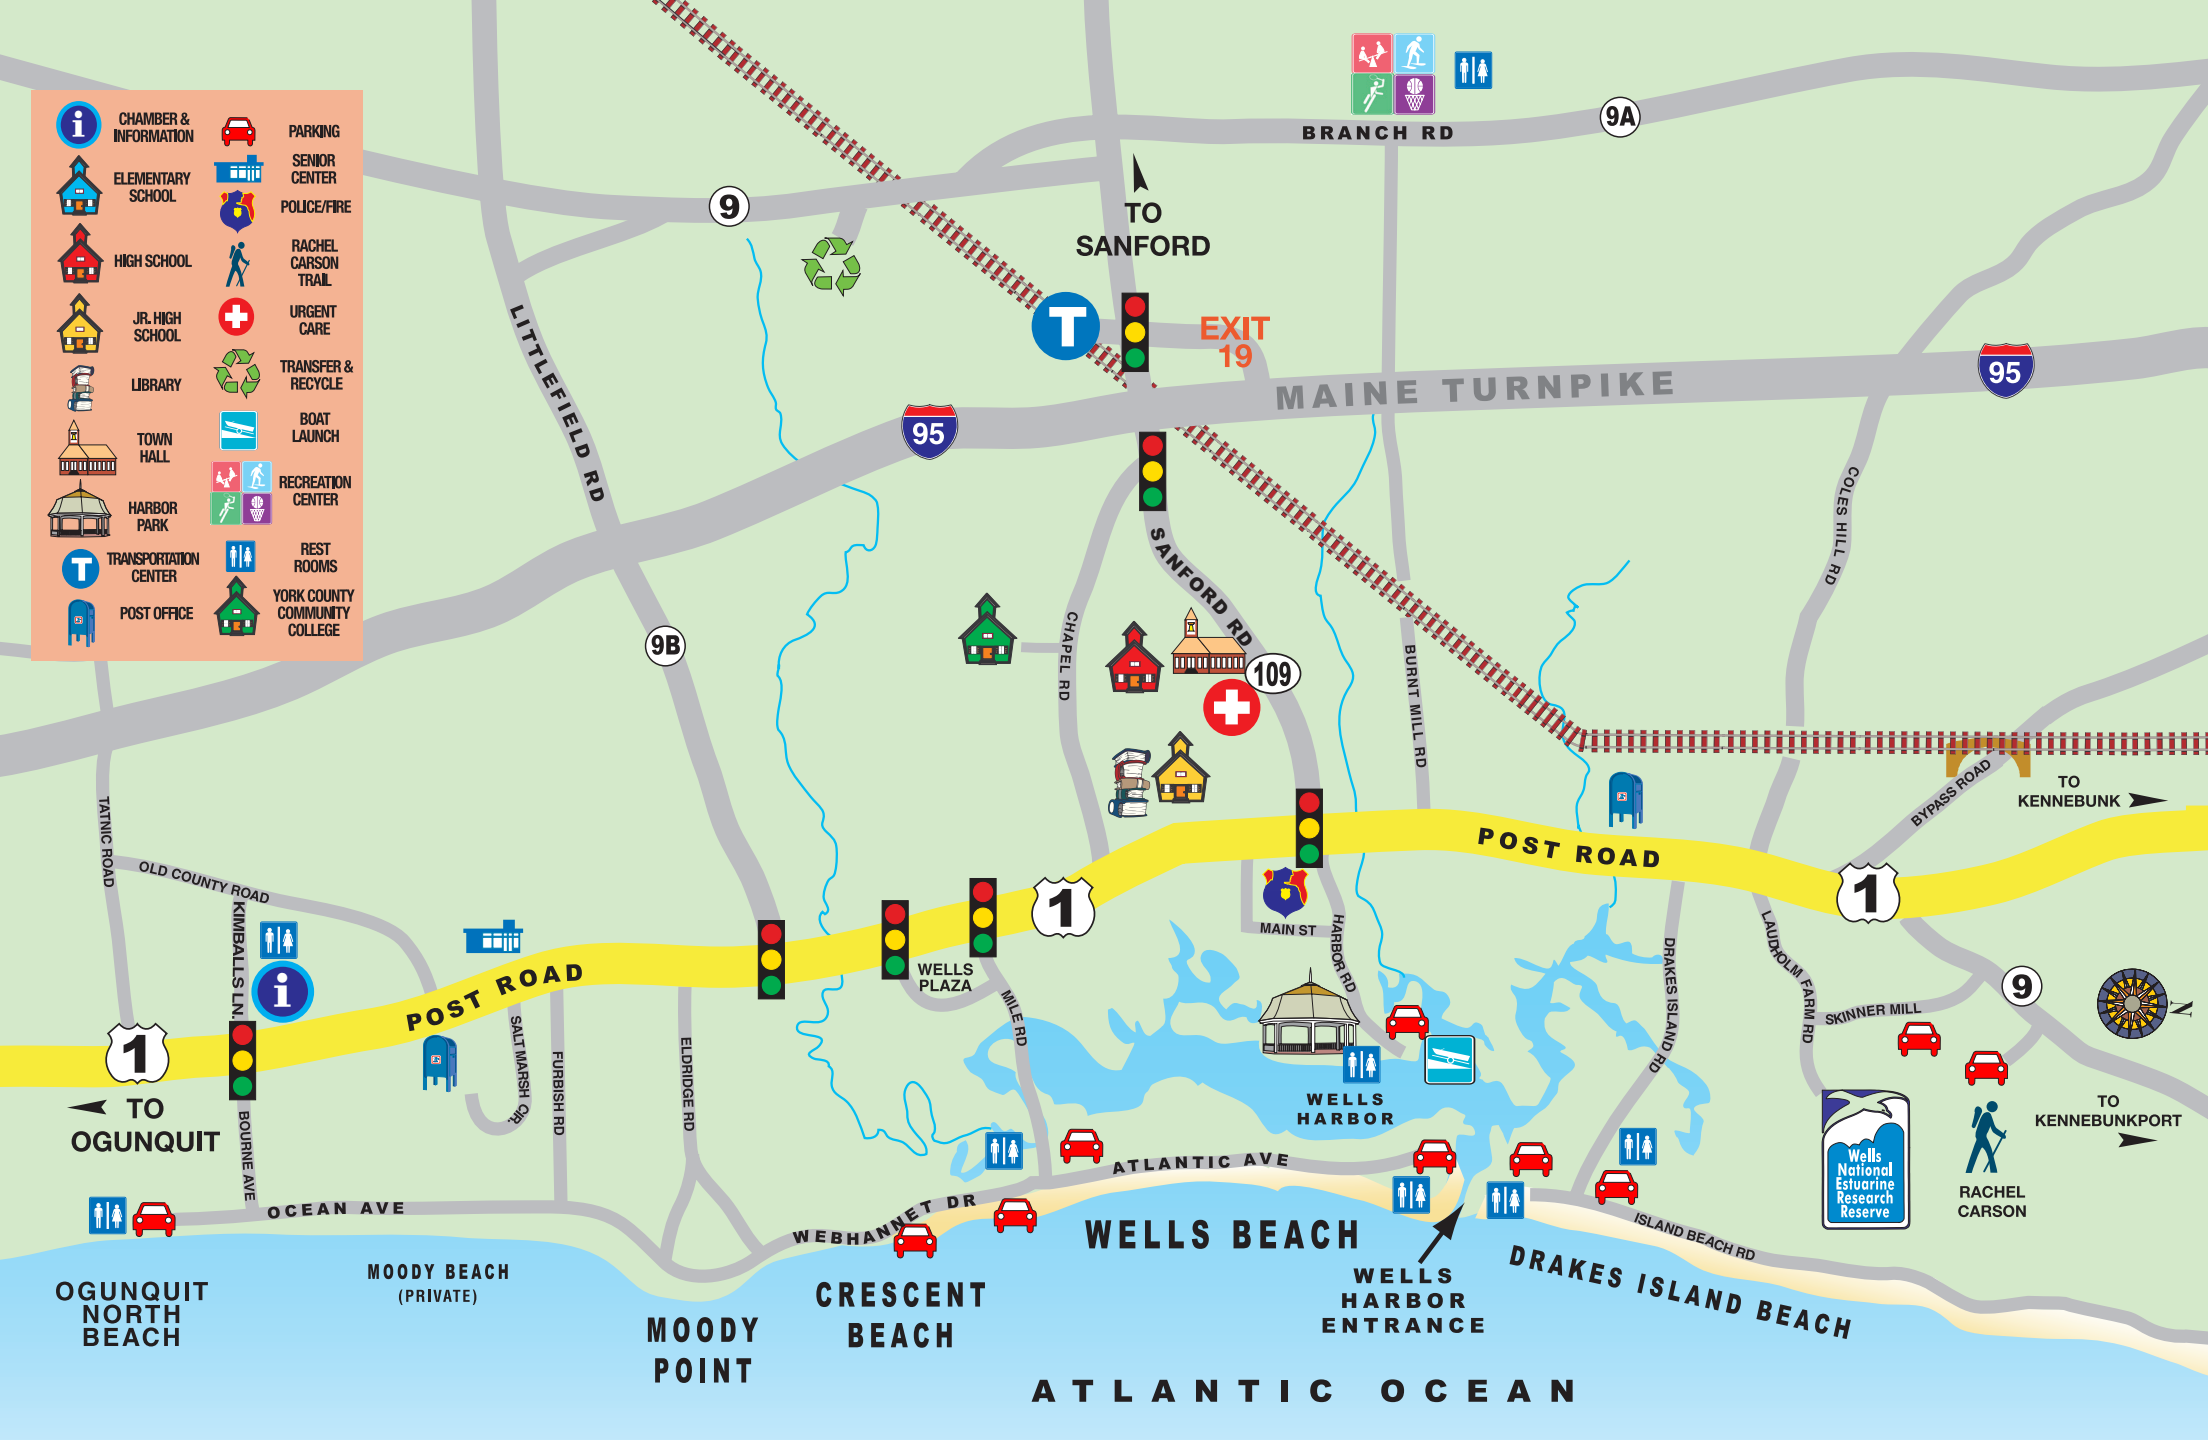 CHAMBER &
INFORMATION
ELEMENTARY
SCHOOL
HIGH SCHOOL
JR. HIGH
SCHOOL
LIBRARY
TOWN
HALL
HARBOR
PARK
T
TRANSPORTATION
CENTER
POST OFFICE
PARKING
SENIOR
CENTER
POLICE/FIRE
RACHEL
CARSON
TRAIL
URGENT
CARE
TRANSFER &
RECYCLE
BOAT
LAUNCH
RECREATION
CENTER
REST
ROOMS
YORK COUNTY
COMMUNITY
COLLEGE
BRANCH RD
9A
9
TO
SANFORD
T
EXIT
19
MAINE TURNPIKE
95
95
LITTLEFIELD RD
COLES HILL RD
SANFORD RD
9B
CHAPEL RD
109
BURNT MILL RD
TO
KENNEBUNK
BYPASS ROAD
TATNIC ROAD
OLD COUNTY ROAD
KIMBALLS LN.
i
POST ROAD
POST ROAD
1
1
1
WELLS
PLAZA
MAIN ST
HARBOR RD
MILE RD
DRAKES ISLAND RD
LAUDHOLM FARM RD
SKINNER MILL
9
N
SALT MARSH CIR.
FURBISH RD
ELDRIDGE RD
BOURNE AVE
TO
OGUNQUIT
WELLS
HARBOR
TO
KENNEBUNKPORT
Wells
National
Estuarine
Research
Reserve
RACHEL
CARSON
ATLANTIC AVE
OCEAN AVE
WEBHANNET DR
ISLAND BEACH RD
WELLS BEACH
WELLS
HARBOR
ENTRANCE
DRAKES ISLAND BEACH
OGUNQUIT
NORTH
BEACH
MOODY BEACH
(PRIVATE)
MOODY
POINT
CRESCENT
BEACH
ATLANTIC OCEAN